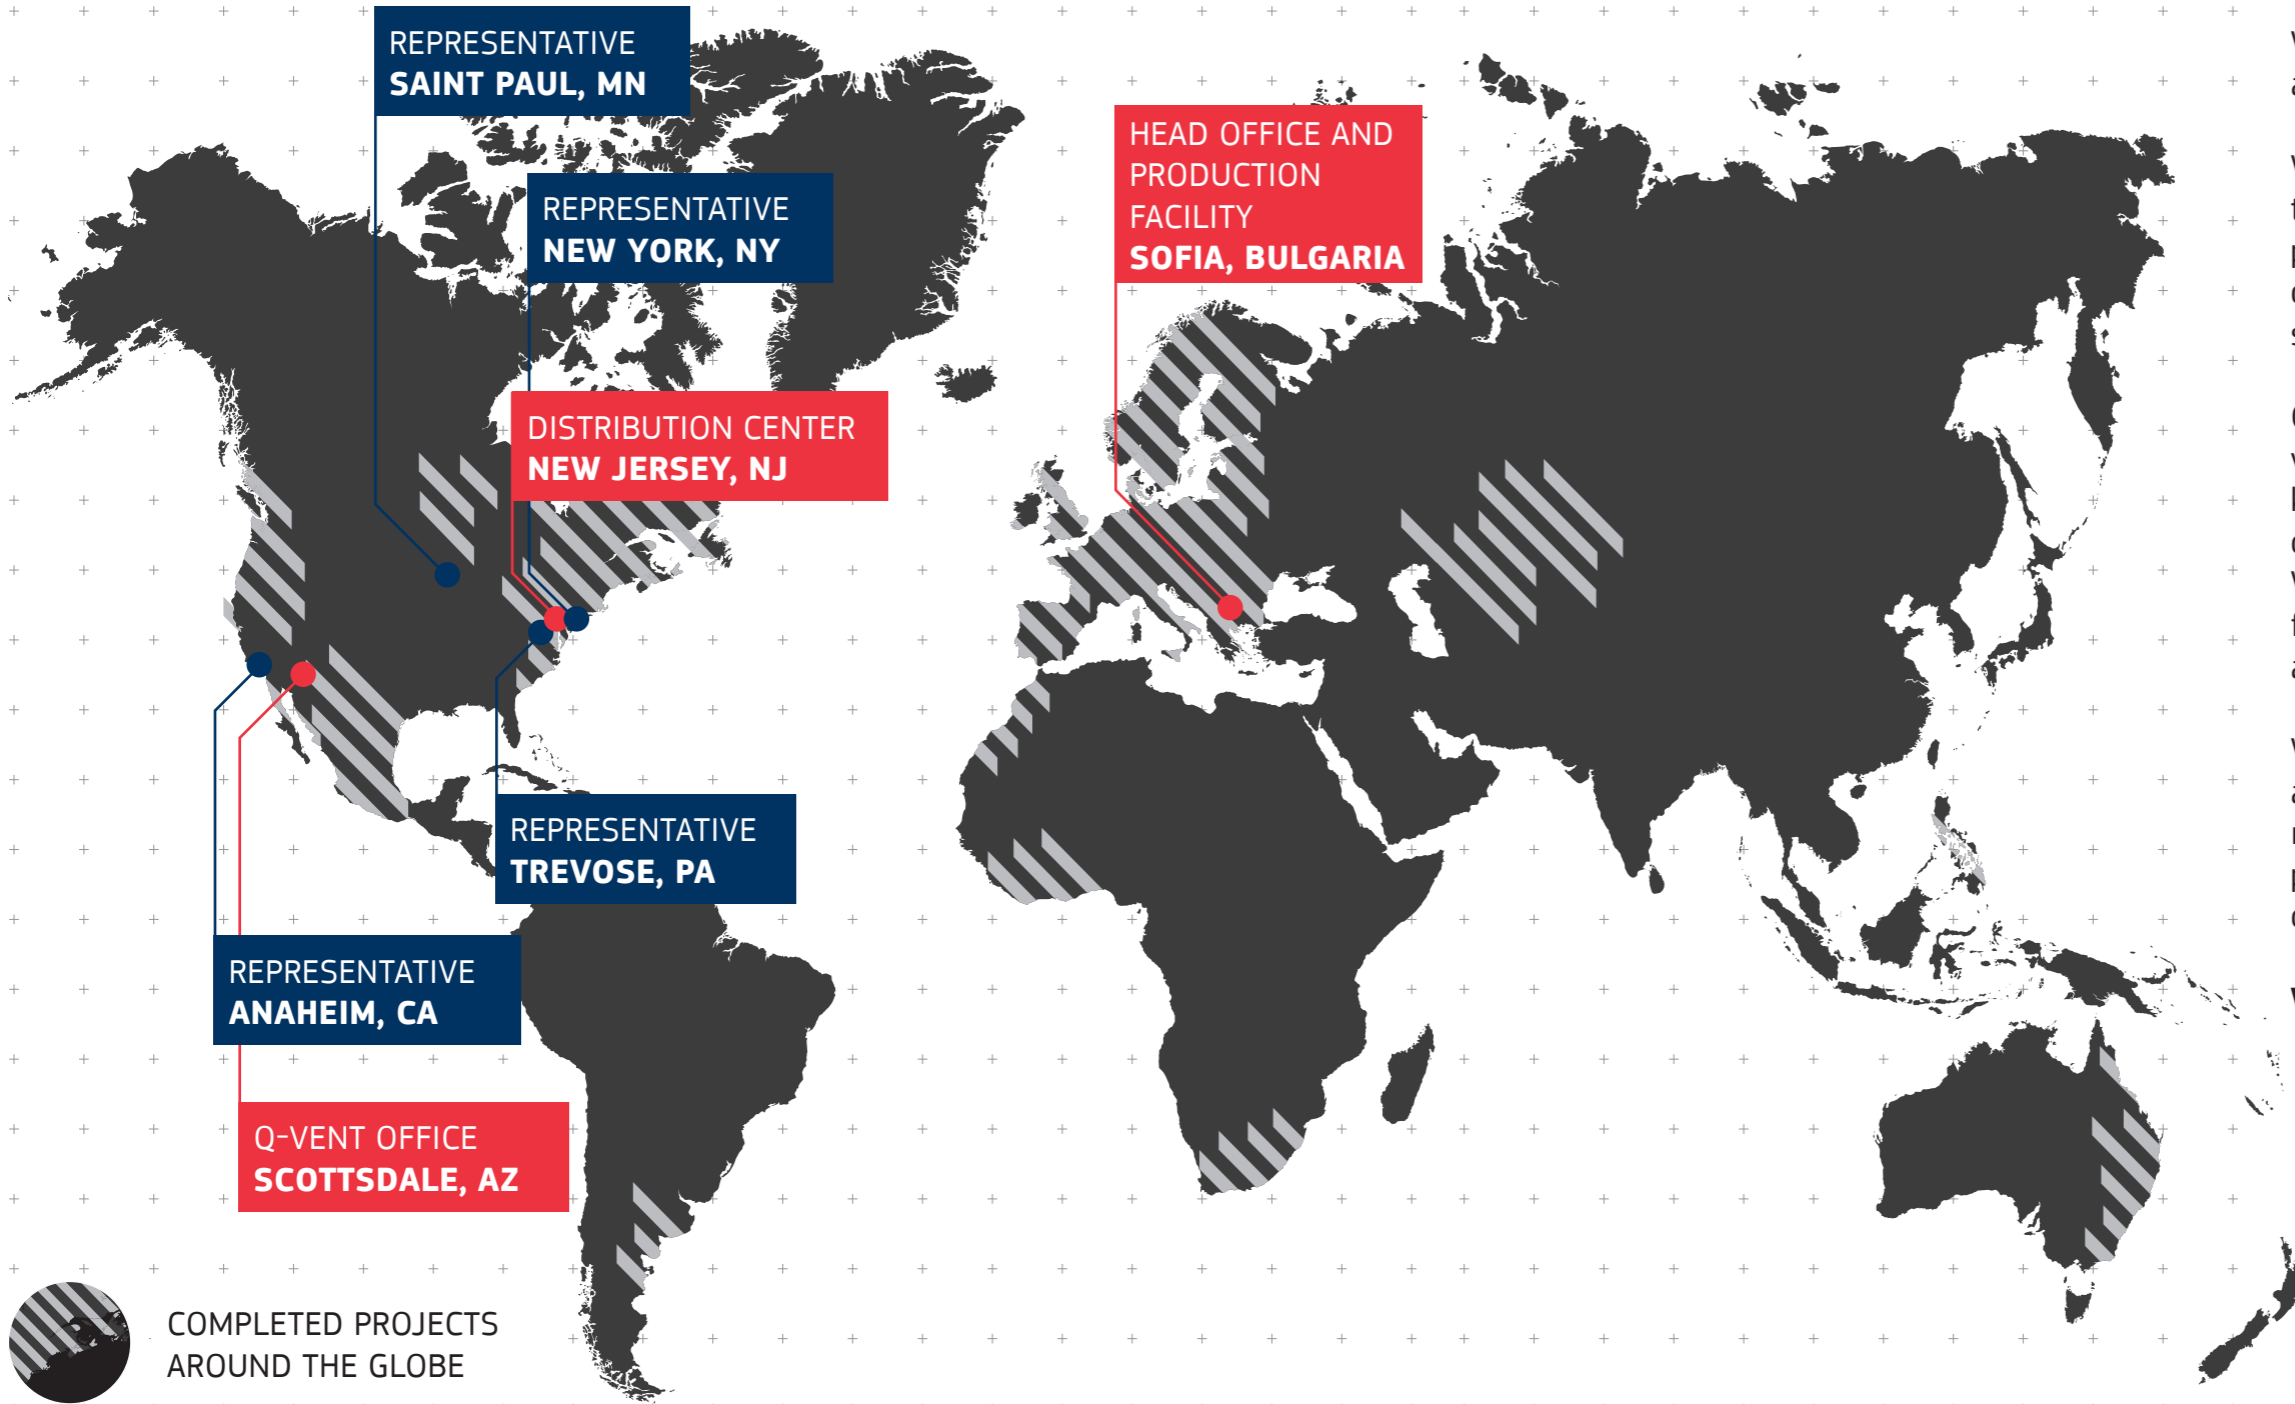 REPRESENTATIVE
SAINT PAUL, MN
REPRESENTATIVE
NEW YORK, NY
HEAD OFFICE AND
PRODUCTION
FACILITY
SOFIA, BULGARIA
DISTRIBUTION CENTER
NEW JERSEY, NJ
REPRESENTATIVE
TREVOSE, PA
REPRESENTATIVE
ANAHEIM, CA
Q-VENT OFFICE
SCOTTSDALE, AZ
COMPLETED PROJECTS
AROUND THE GLOBE